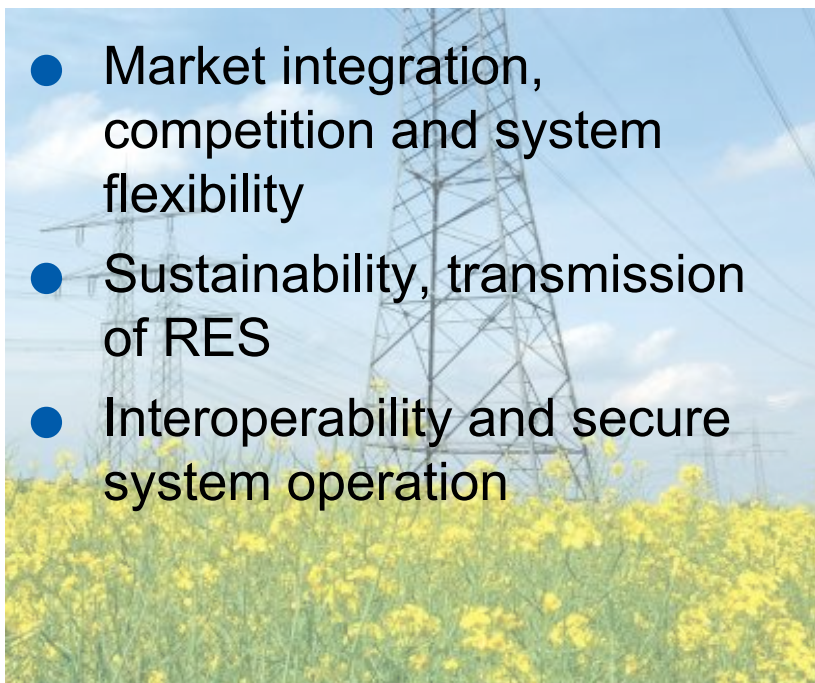 ● Market integration,
competition and system
flexibility
● Sustainability, transmission
of RES
● Interoperability and secure
system operation